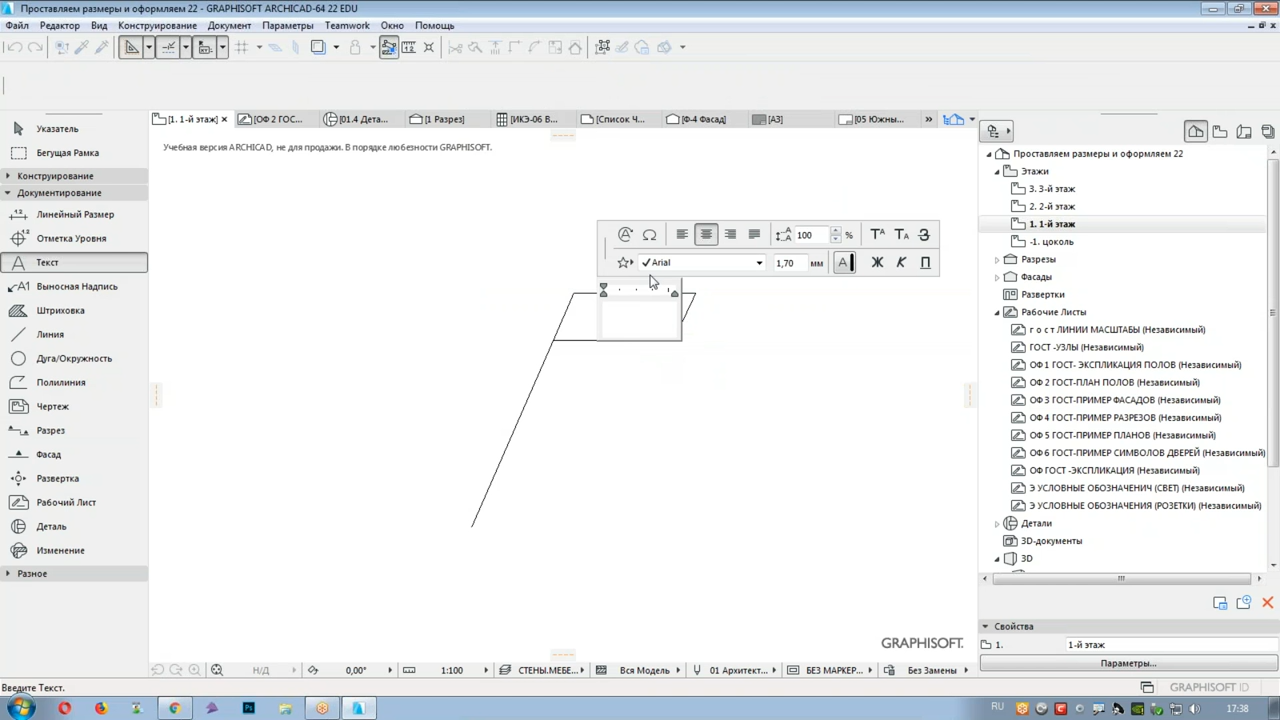 Проставляем размеры и оформляем 22 - GRAPHISOFT ARCHICAD-64 22 EDU
Файл Редактор Вид Конструирование Документ Параметры Teamwork Окно Помощь
[1. 1-й этаж] [ОФ 2 ГОС... [01.4 Дета... [1 Разрез] [ИКЭ-06 В... [Список Ч... [Ф-4 Фасад] [А3] [05 Южны...
Указатель
Бегущая Рамка
Конструирование
Документирование
Линейный Размер
Отметка Уровня
Текст
Выносная Надпись
Штриховка
Линия
Дуга/Окружность
Полилиния
Чертеж
Разрез
Фасад
Развертка
Рабочий Лист
Деталь
Изменение
Разное
Учебная версия ARCHICAD, не для продажи. В порядке любезности GRAPHISOFT.
100 %
Arial 1,70 мм Ж К П
GRAPHISOFT.
Проставляем размеры и оформляем 22
Этажи
3. 3-й этаж
2. 2-й этаж
1. 1-й этаж
-1. цоколь
Разрезы
Фасады
Развертки
Рабочие Листы
г о с т ЛИНИИ МАСШТАБЫ (Независимый)
ГОСТ -УЗЛЫ (Независимый)
ОФ 1 ГОСТ- ЭКСПЛИКАЦИЯ ПОЛОВ (Независимый)
ОФ 2 ГОСТ-ПЛАН ПОЛОВ (Независимый)
ОФ 3 ГОСТ-ПРИМЕР ФАСАДОВ (Независимый)
ОФ 4 ГОСТ-ПРИМЕР РАЗРЕЗОВ (Независимый)
ОФ 5 ГОСТ-ПРИМЕР ПЛАНОВ (Независимый)
ОФ 6 ГОСТ-ПРИМЕР СИМВОЛОВ ДВЕРЕЙ (Независимый)
ОФ ГОСТ -ЭКСПЛИКАЦИЯ (Независимый)
Э УСЛОВНЫЕ ОБОЗНАЧЕНИЧ (СВЕТ) (Независимый)
Э УСЛОВНЫЕ ОБОЗНАЧЕНИЯ (РОЗЕТКИ) (Независимый)
Детали
3D-документы
3D
Свойства
1. 1-й этаж
Параметры...
Н/Д 0,00° 1:100 СТЕНЫ.МЕБЕ... Вся Модель 01 Архитект... БЕЗ МАРКЕР... Без Замены
Введите Текст.
GRAPHISOFT ID
RU 17:38